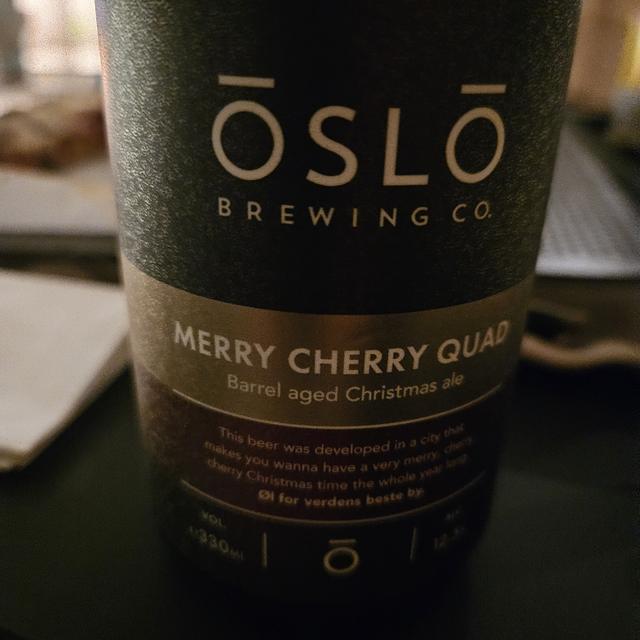 ŌSLŌ
BREWING CO.
MERRY CHERRY QUAD
Barrel aged Christmas ale
This beer was developed in a city that
makes you wanna have a very merry, cherry
cherry Christmas time the whole year long.
Øl for verdens beste by.
VOL.
330ml
Ō